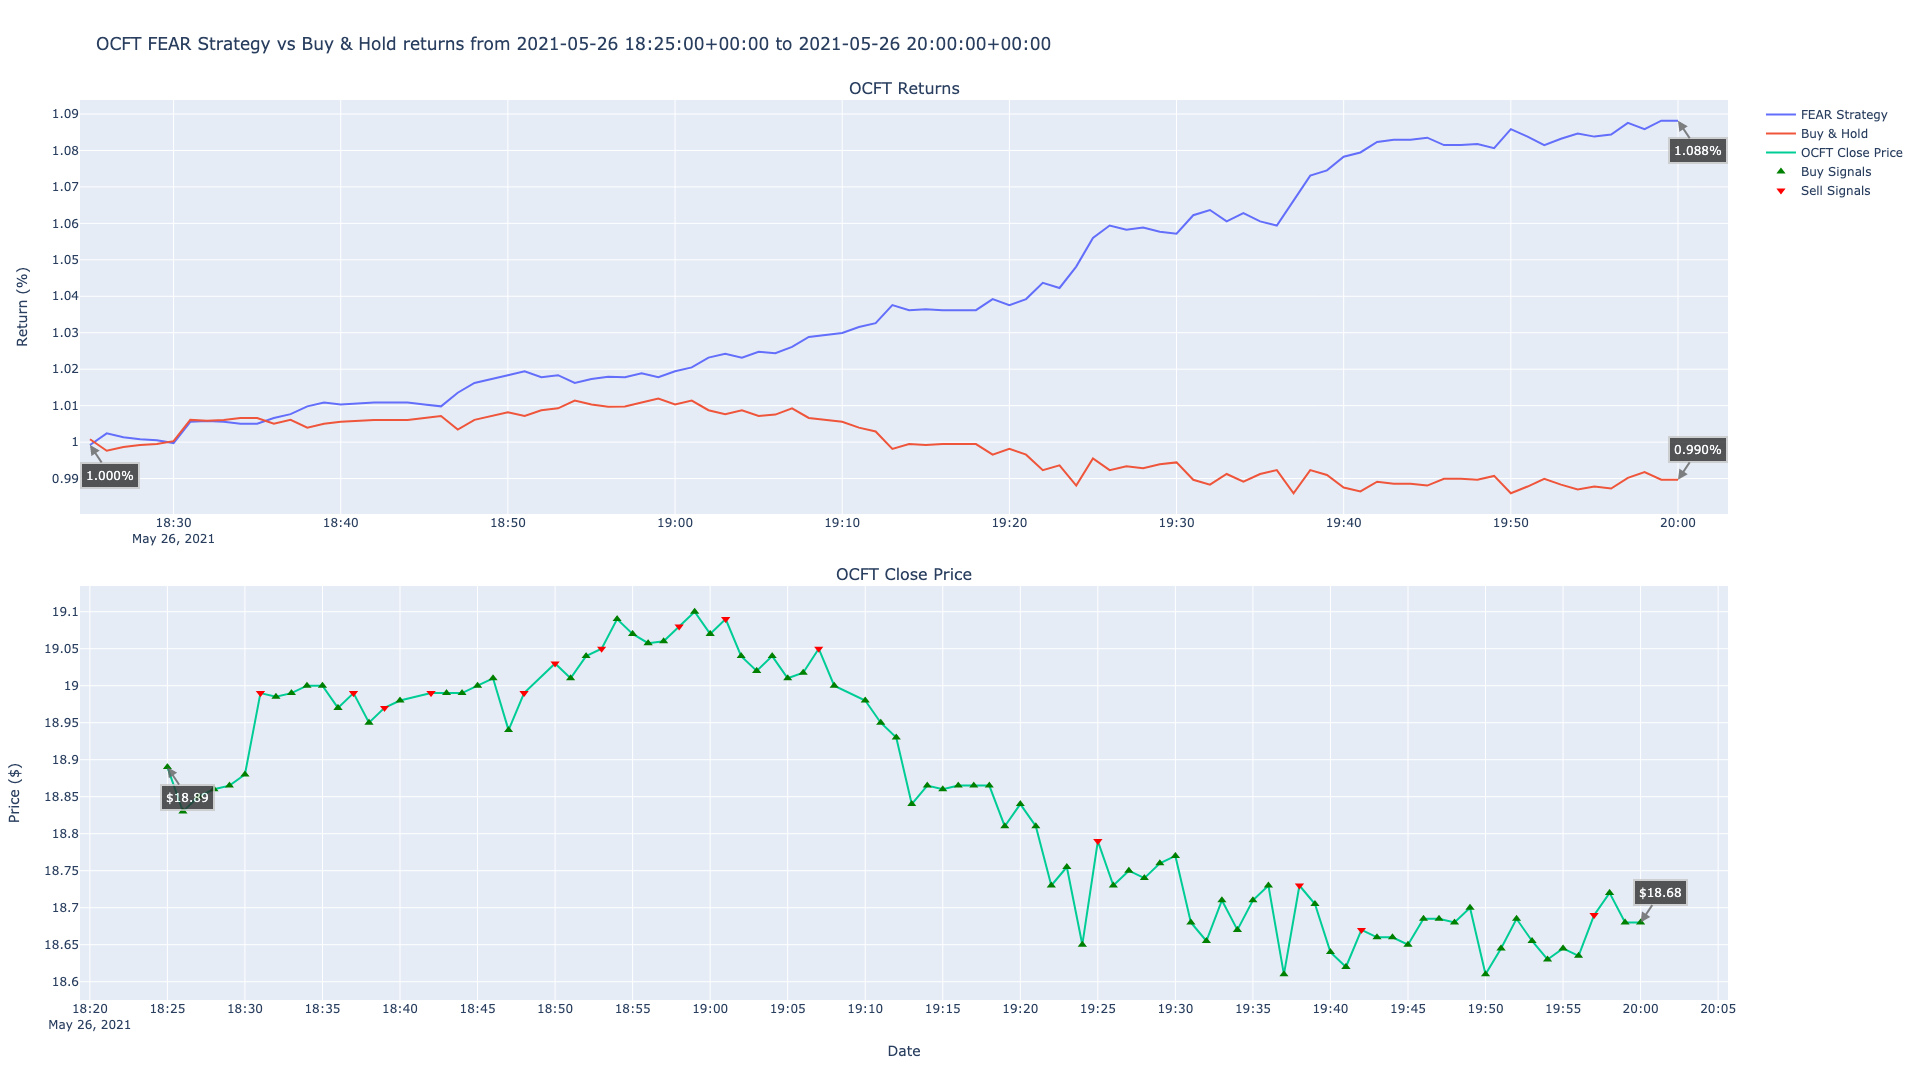 OCFT FEAR Strategy vs Buy & Hold returns from 2021-05-26 18:25:00+00:00 to 2021-05-26 20:00:00+00:00
OCFT Returns
FEAR Strategy
Buy & Hold
OCFT Close Price
Buy Signals
Sell Signals
Return (%)
1.09
1.08
1.07
1.06
1.05
1.04
1.03
1.02
1.01
1
0.99
1.088%
0.990%
1.000%
18:30 18:40 18:50 19:00 19:10 19:20 19:30 19:40 19:50 20:00
May 26, 2021
OCFT Close Price
Price ($)
19.1
19.05
19
18.95
18.9
18.85
18.8
18.75
18.7
18.65
18.6
$18.89
$18.68
18:20 18:25 18:30 18:35 18:40 18:45 18:50 18:55 19:00 19:05 19:10 19:15 19:20 19:25 19:30 19:35 19:40 19:45 19:50 19:55 20:00 20:05
May 26, 2021
Date